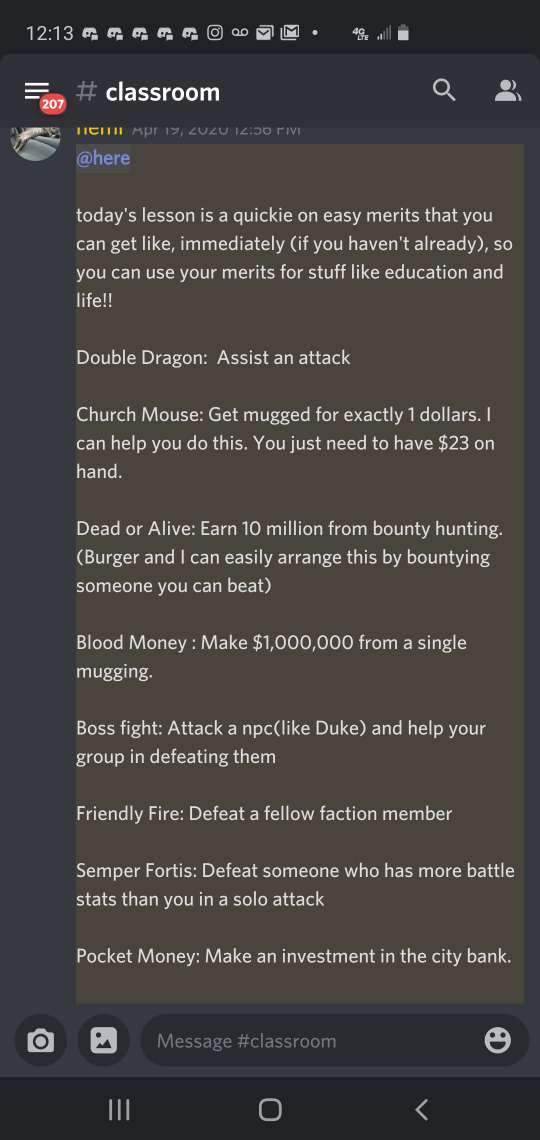 12:13
4G LTE
207
# classroom
nemi Apr 19, 2020 12:56 PM
@here
today's lesson is a quickie on easy merits that you
can get like, immediately (if you haven't already), so
you can use your merits for stuff like education and
life!!
Double Dragon:  Assist an attack
Church Mouse: Get mugged for exactly 1 dollars. I
can help you do this. You just need to have $23 on
hand.
Dead or Alive: Earn 10 million from bounty hunting.
(Burger and I can easily arrange this by bountying
someone you can beat)
Blood Money : Make $1,000,000 from a single
mugging.
Boss fight: Attack a npc(like Duke) and help your
group in defeating them
Friendly Fire: Defeat a fellow faction member
Semper Fortis: Defeat someone who has more battle
stats than you in a solo attack
Pocket Money: Make an investment in the city bank.
Message #classroom